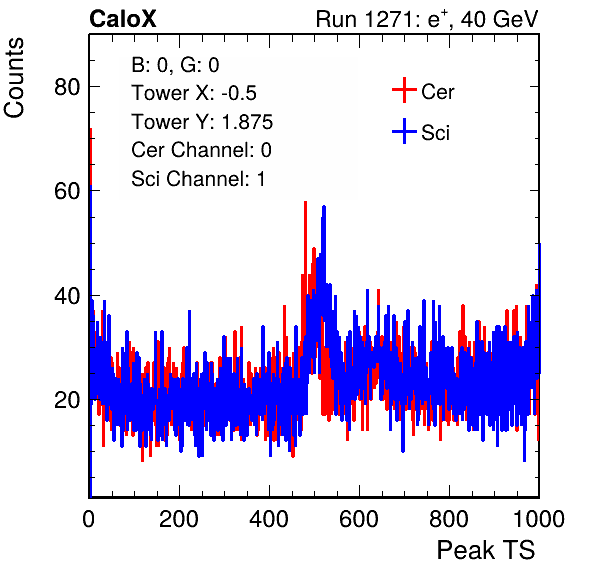 CaloX Run 1271: e⁺, 40 GeV
Counts
B: 0, G: 0
Tower X: -0.5
Tower Y: 1.875
Cer Channel: 0
Sci Channel: 1
Cer
Sci
80
60
40
20
0 200 400 600 800 1000
Peak TS